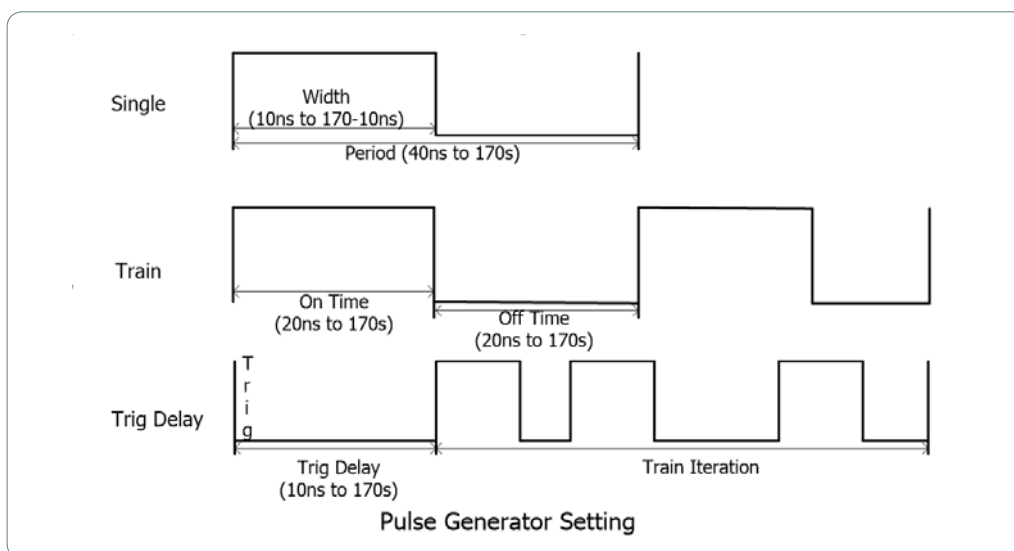 Single
Width
(10ns to 170-10ns)
Period (40ns to 170s)
Train
On Time
(20ns to 170s)
Off Time
(20ns to 170s)
Trig
Trig Delay
Trig Delay
(10ns to 170s)
Train Iteration
Pulse Generator Setting